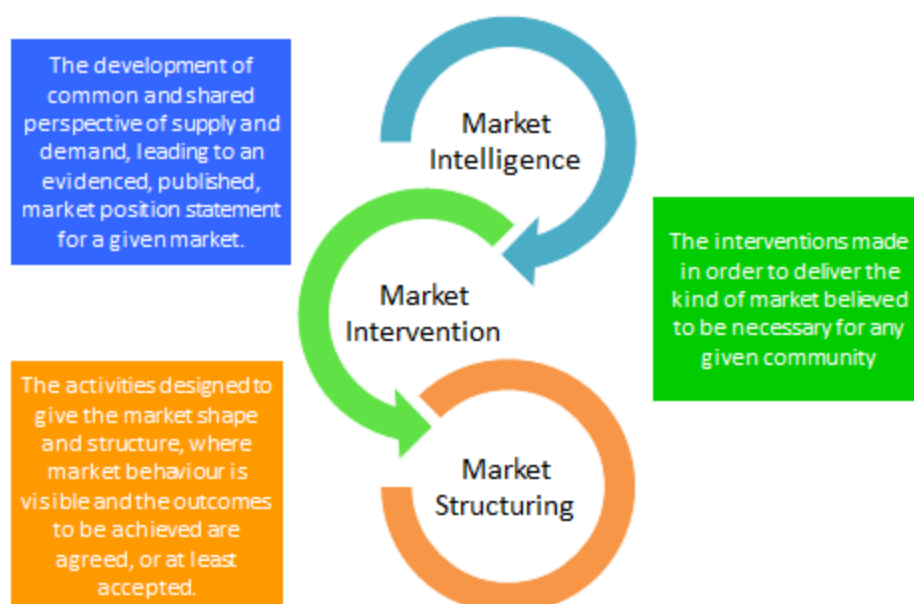 The development of
common and shared
perspective of supply and
demand, leading to an
evidenced, published,
market position statement
for a given market.
Market
Intelligence
The interventions made
in order to deliver the
kind of market believed
to be necessary for any
given community
Market
Intervention
The activities designed to
give the market shape
and structure, where
market behaviour is
visible and the outcomes
to be achieved are
agreed, or at least
accepted.
Market
Structuring